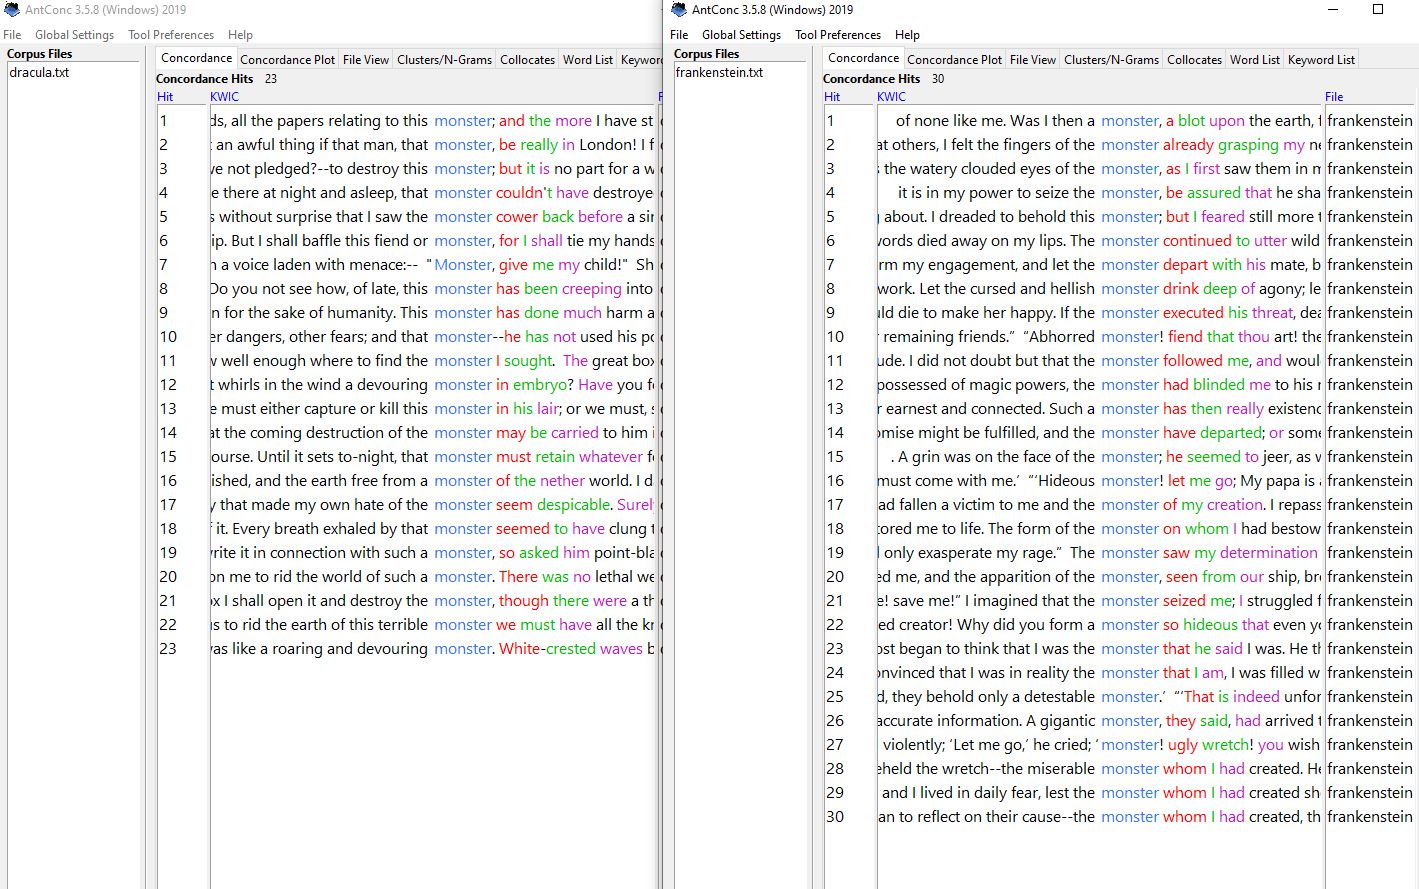 AntConc 3.5.8 (Windows) 2019
File Global Settings Tool Preferences Help
Corpus Files
dracula.txt
Concordance Concordance Plot File View Clusters/N-Grams Collocates Word List Keyword
Concordance Hits 23
Hit KWIC
1 ds, all the papers relating to this monster; and the more I have st
2 t an awful thing if that man, that monster, be really in London! I f
3 we not pledged?--to destroy this monster; but it is no part for a w
4 e there at night and asleep, that monster couldn't have destroye
5 s without surprise that I saw the monster cower back before a sin
6 ip. But I shall baffle this fiend or monster, for I shall tie my hands
7 n a voice laden with menace:-- "Monster, give me my child!" Sh
8 Do you not see how, of late, this monster has been creeping into
9 n for the sake of humanity. This monster has done much harm a
10 er dangers, other fears; and that monster--he has not used his po
11 w well enough where to find the monster I sought. The great box
12 t whirls in the wind a devouring monster in embryo? Have you fe
13 e must either capture or kill this monster in his lair; or we must, s
14 at the coming destruction of the monster may be carried to him i
15 ourse. Until it sets to-night, that monster must retain whatever f
16 ished, and the earth free from a monster of the nether world. I da
17 y that made my own hate of the monster seem despicable. Surely
18 f it. Every breath exhaled by that monster seemed to have clung t
19 write it in connection with such a monster, so asked him point-bla
20 on me to rid the world of such a monster. There was no lethal we
21 ox I shall open it and destroy the monster, though there were a th
22 us to rid the earth of this terrible monster we must have all the kn
23 was like a roaring and devouring monster. White-crested waves b
AntConc 3.5.8 (Windows) 2019
File Global Settings Tool Preferences Help
Corpus Files
frankenstein.txt
Concordance Concordance Plot File View Clusters/N-Grams Collocates Word List Keyword List
Concordance Hits 30
Hit KWIC File
1 of none like me. Was I then a monster, a blot upon the earth, f frankenstein
2 at others, I felt the fingers of the monster already grasping my ne frankenstein
3 s the watery clouded eyes of the monster, as I first saw them in m frankenstein
4 it is in my power to seize the monster, be assured that he sha frankenstein
5 g about. I dreaded to behold this monster; but I feared still more t frankenstein
6 words died away on my lips. The monster continued to utter wild frankenstein
7 rm my engagement, and let the monster depart with his mate, b frankenstein
8 work. Let the cursed and hellish monster drink deep of agony; le frankenstein
9 uld die to make her happy. If the monster executed his threat, dea frankenstein
10 r remaining friends.” “Abhorred monster! fiend that thou art! the frankenstein
11 ude. I did not doubt but that the monster followed me, and woul frankenstein
12 possessed of magic powers, the monster had blinded me to his r frankenstein
13 r earnest and connected. Such a monster has then really existenc frankenstein
14 omise might be fulfilled, and the monster have departed; or some frankenstein
15 . A grin was on the face of the monster; he seemed to jeer, as w frankenstein
16 must come with me.’ “‘Hideous monster! let me go; My papa is a frankenstein
17 ad fallen a victim to me and the monster of my creation. I repass frankenstein
18 tored me to life. The form of the monster on whom I had bestow frankenstein
19 l only exasperate my rage.” The monster saw my determination frankenstein
20 ed me, and the apparition of the monster, seen from our ship, bro frankenstein
21 e! save me!” I imagined that the monster seized me; I struggled f frankenstein
22 ed creator! Why did you form a monster so hideous that even yo frankenstein
23 ost began to think that I was the monster that he said I was. He th frankenstein
24 onvinced that I was in reality the monster that I am, I was filled w frankenstein
25 d, they behold only a detestable monster.’ “‘That is indeed unfor frankenstein
26 accurate information. A gigantic monster, they said, had arrived t frankenstein
27 violently; ‘Let me go,’ he cried; ‘monster! ugly wretch! you wish frankenstein
28 eheld the wretch--the miserable monster whom I had created. He frankenstein
29 and I lived in daily fear, lest the monster whom I had created sh frankenstein
30 an to reflect on their cause--the monster whom I had created, th frankenstein